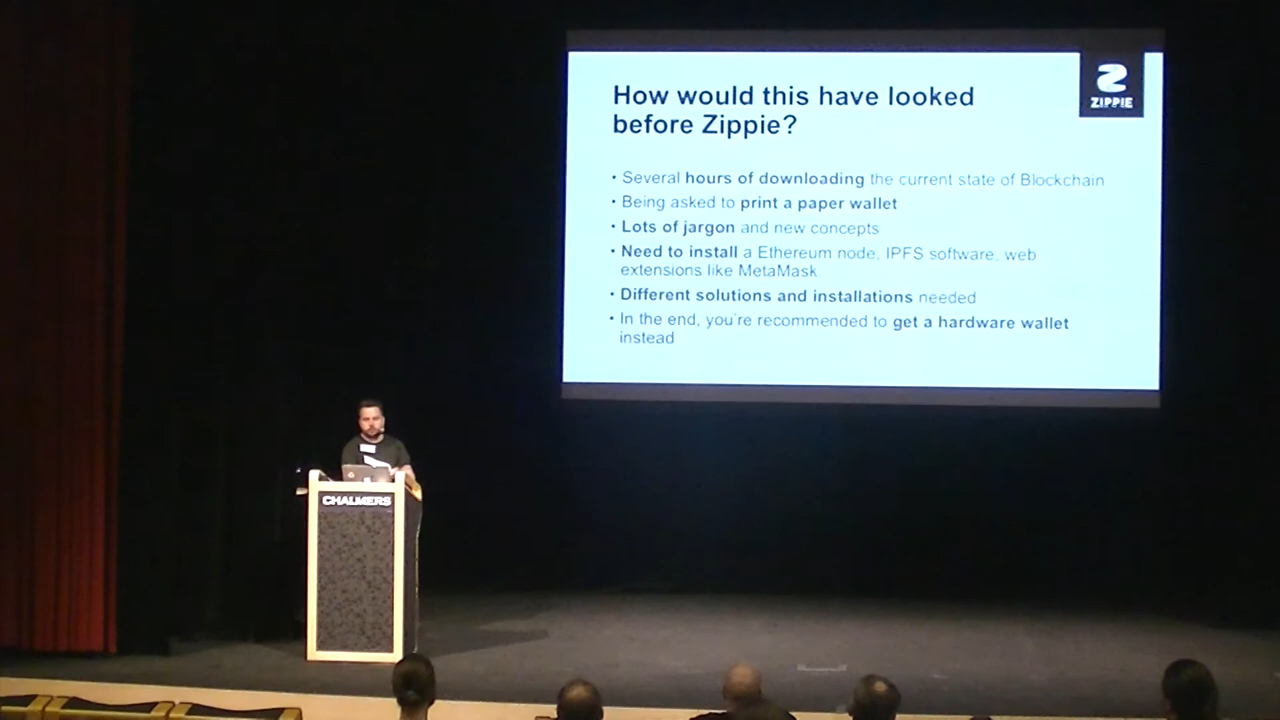 How would this have looked
before Zippie?
ZIPPIE
• Several hours of downloading the current state of Blockchain
• Being asked to print a paper wallet
• Lots of jargon and new concepts
• Need to install a Ethereum node, IPFS software, web
extensions like MetaMask
• Different solutions and installations needed
• In the end, you're recommended to get a hardware wallet
instead
CHALMERS